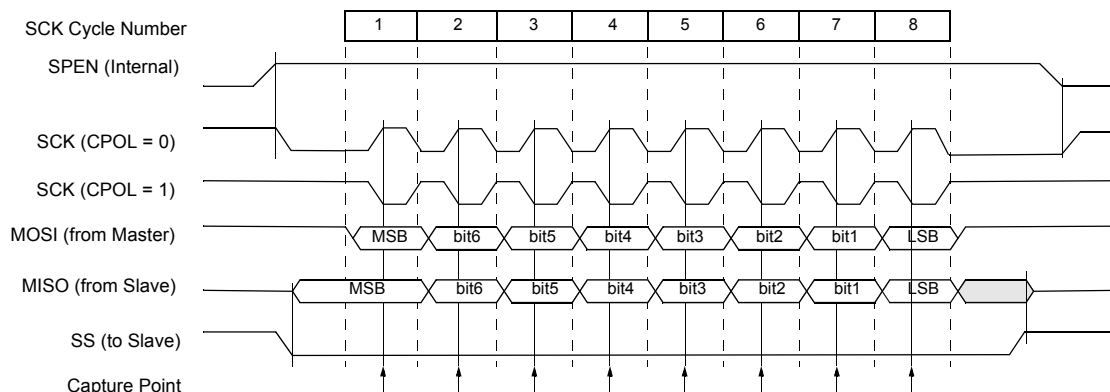 SCK Cycle Number 1 2 3 4 5 6 7 8
SPEN (Internal)
SCK (CPOL = 0)
SCK (CPOL = 1)
MOSI (from Master) MSB bit6 bit5 bit4 bit3 bit2 bit1 LSB
MISO (from Slave) MSB bit6 bit5 bit4 bit3 bit2 bit1 LSB
SS (to Slave)
Capture Point